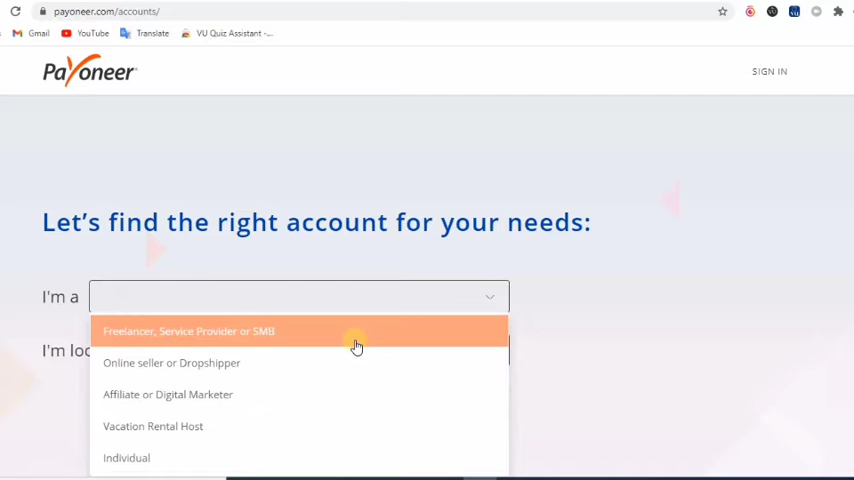 payoneer.com/accounts/
Gmail YouTube Translate VU Quiz Assistant -...
Payoneer
SIGN IN
Let's find the right account for your needs:
I'm a
Freelancer, Service Provider or SMB
I'm loc
Online seller or Dropshipper
Affiliate or Digital Marketer
Vacation Rental Host
Individual